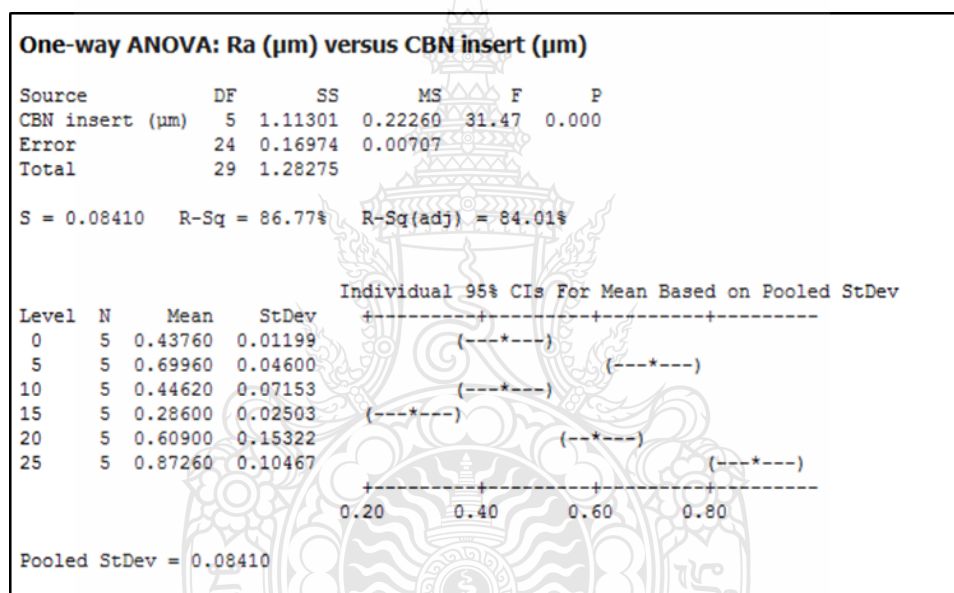 One-way ANOVA: Ra (µm) versus CBN insert (µm)
Source DF SS MS F P
CBN insert (µm) 5 1.11301 0.22260 31.47 0.000
Error 24 0.16974 0.00707
Total 29 1.28275
S = 0.08410 R-Sq = 86.77% R-Sq(adj) = 84.01%
Individual 95% CIs For Mean Based on Pooled StDev
Level N Mean StDev +---------+---------+---------+---------
0 5 0.43760 0.01199 (---*---)
5 5 0.69960 0.04600 (---*---)
10 5 0.44620 0.07153 (---*---)
15 5 0.28600 0.02503 (---*---)
20 5 0.60900 0.15322 (--*---)
25 5 0.87260 0.10467 (---*---)
+---------+---------+---------+---------
0.20 0.40 0.60 0.80
Pooled StDev = 0.08410